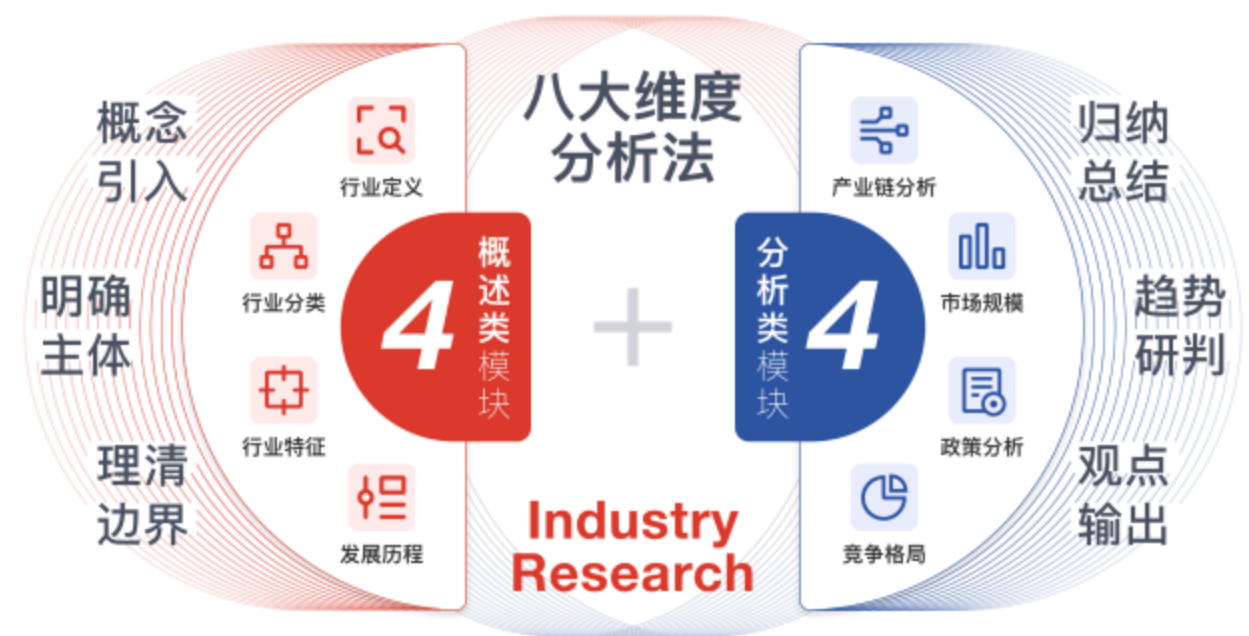 八大维度
分析法
概念
引入
明确
主体
理清
边界
行业定义
行业分类
行业特征
发展历程
4
概述类模块
分析类模块
4
产业链分析
市场规模
政策分析
竞争格局
归纳
总结
趋势
研判
观点
输出
Industry
Research